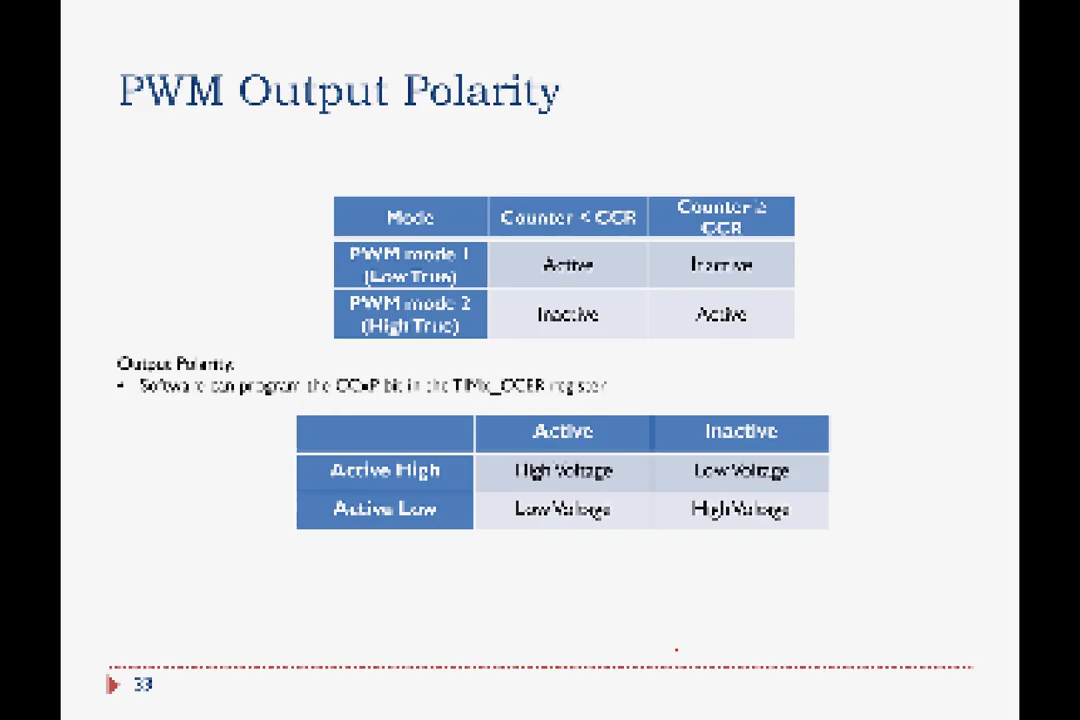 PWM Output Polarity
Mode Counter < CCR Counter ≥
CCR
PWM mode 1
(Low True) Active Inactive
PWM mode 2
(High True) Inactive Active
Output Polarity:
• Software can program the CCxP bit in the TIMx_CCER register
Active Inactive
Active High High Voltage Low Voltage
Active Low Low Voltage High Voltage
33